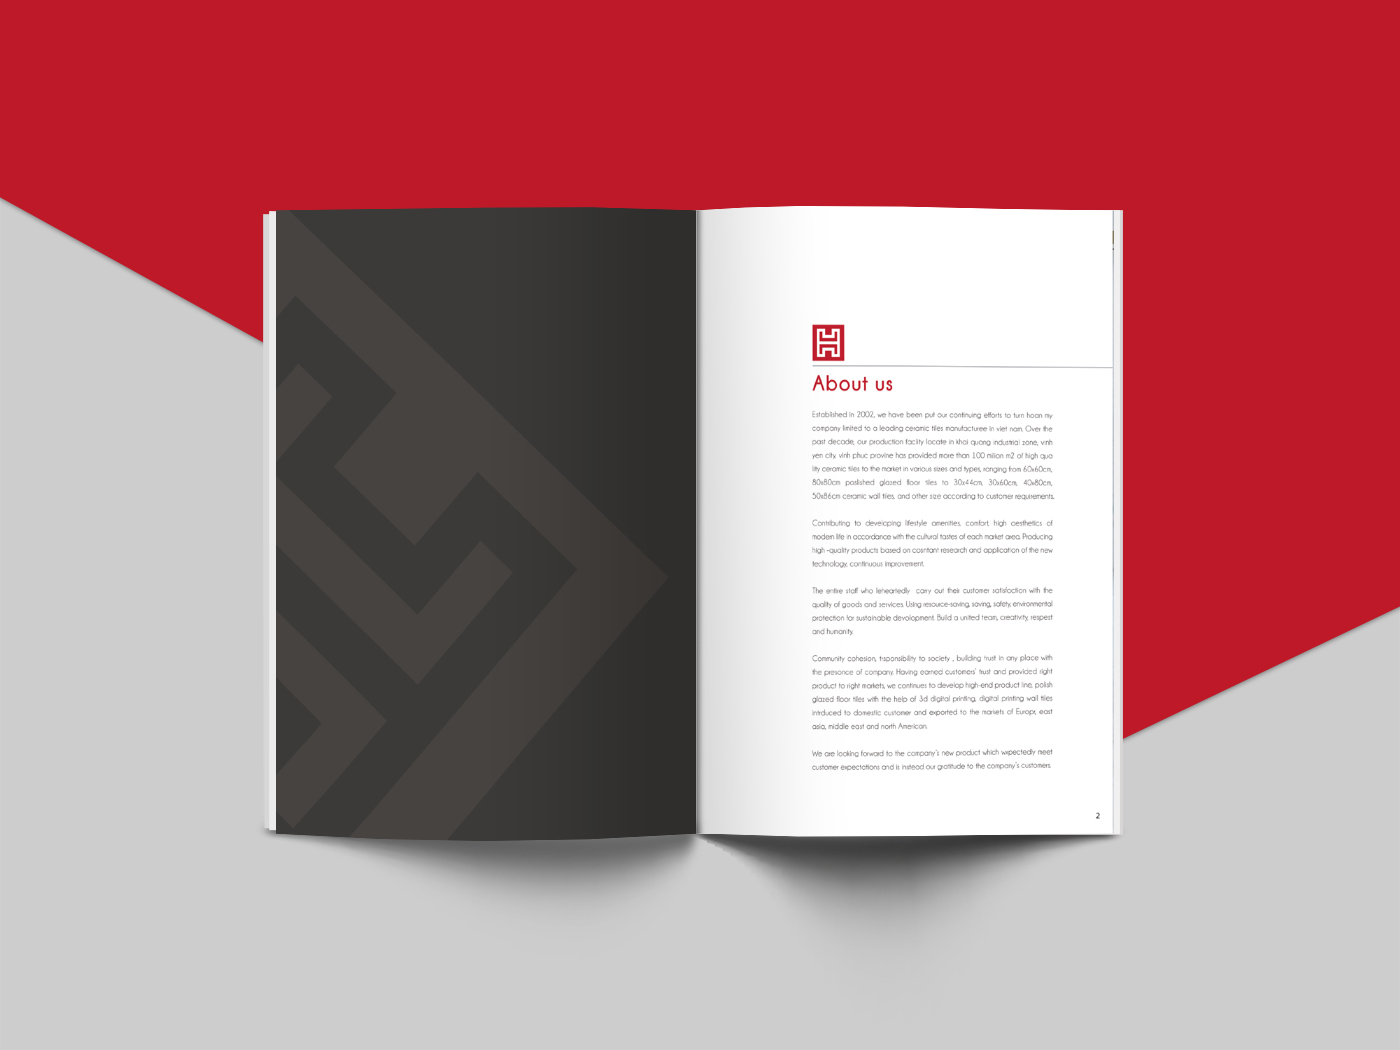 About us
Established in 2002, we have been put our continuing efforts to turn hoan my
company limited to a leading ceramic tiles manufacturee in viet nam. Over the
past decade, our production facility locate in khai quang industrial zone, vinh
yen city, vinh phuc provine has provided more than 100 milion m2 of high qua
lity ceramic tiles to the market in various sizes and types, ranging from 60x60cm,
80x80cm poslished glazed floor tiles to 30x44cm, 30x60cm, 40x80cm,
50x86cm ceramic wall tiles, and other size according to customer requirements.
Contributing to developing lifestyle amenities, comfort, high aesthetics of
modern life in accordance with the cultural tastes of each market area. Producing
high -quality products based on cosntant research and application of the new
technology, continuous improvement.
The entire staff who leheartedly carry out their customer satisfaction with the
quality of goods and services. Using resource-saving, saving, safety, environmental
protection for sustainable devolopment. Build a united team, creativity, respest
and humanity.
Community cohesion, trsponsibility to society , building trust in any place with
the presonce of company. Having earned customers' trust and provided right
product to right markets, we continues to develop high-end product line, polish
glazed floor tiles with the help of 3d digital printing, digital printing wall tiles
intrduced to domestic customer and exported to the markets of Europr, east
asia, middle east and north American.
We are looking forward to the company's new product which wxpectedly meet
customer expectations and is instead our gratitude to the company's customers.
2